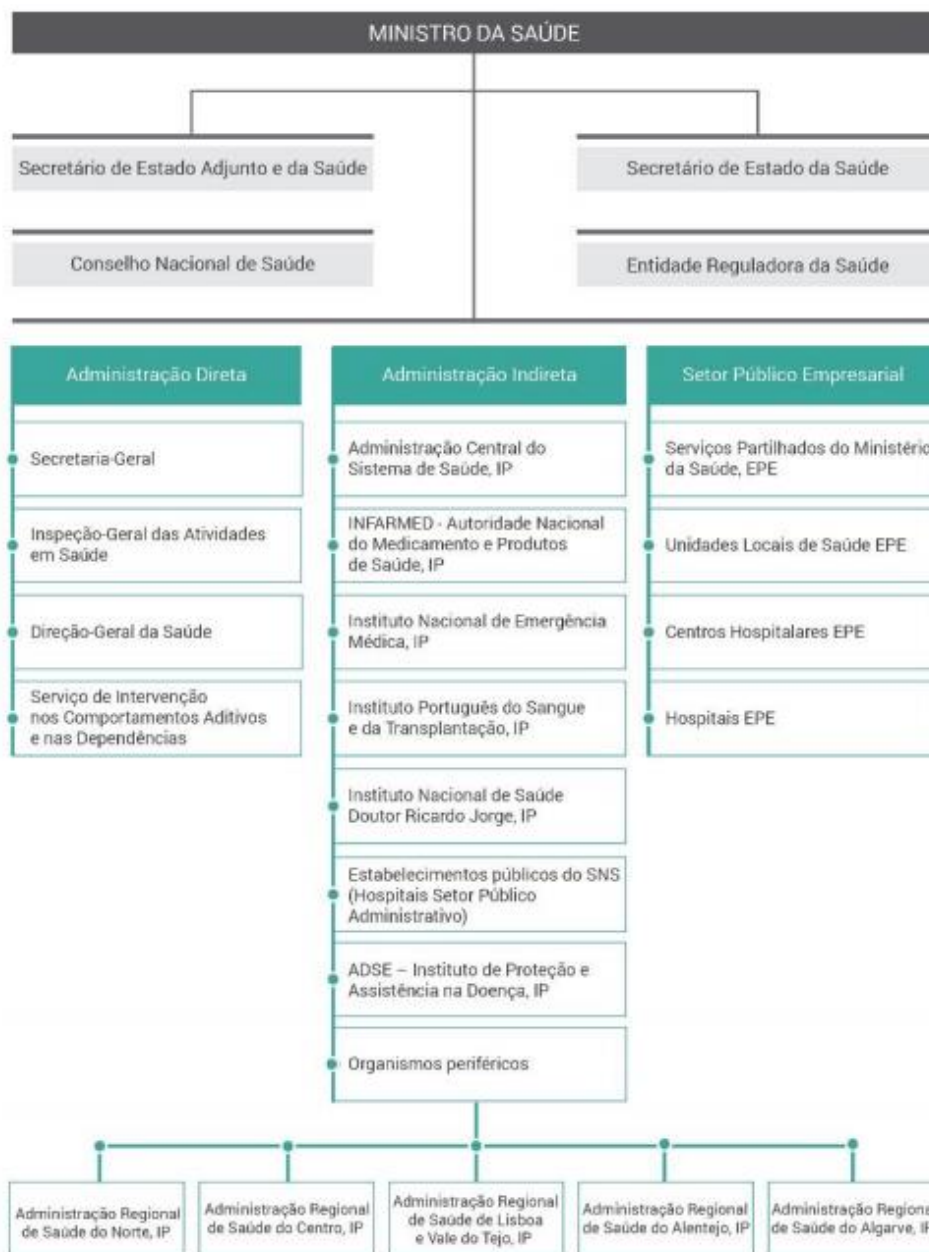 MINISTRO DA SAÚDE
Secretário de Estado Adjunto e da Saúde
Secretário de Estado da Saúde
Conselho Nacional de Saúde
Entidade Reguladora da Saúde
Administração Direta
Secretaria-Geral
Inspeção-Geral das Atividades
em Saúde
Direção-Geral da Saúde
Serviço de Intervenção
nos Comportamentos Aditivos
e nas Dependências
Administração Indireta
Administração Central do
Sistema de Saúde, IP
INFARMED - Autoridade Nacional
do Medicamento e Produtos
de Saúde, IP
Instituto Nacional de Emergência
Médica, IP
Instituto Português do Sangue
e da Transplantação, IP
Instituto Nacional de Saúde
Doutor Ricardo Jorge, IP
Estabelecimentos públicos do SNS
(Hospitais Setor Público
Administrativo)
ADSE – Instituto de Proteção e
Assistência na Doença, IP
Organismos periféricos
Setor Público Empresarial
Serviços Partilhados do Ministério
da Saúde, EPE
Unidades Locais de Saúde EPE
Centros Hospitalares EPE
Hospitais EPE
Administração Regional
de Saúde do Norte, IP
Administração Regional
de Saúde do Centro, IP
Administração Regional
de Saúde de Lisboa
e Vale do Tejo, IP
Administração Regional
de Saúde do Alentejo, IP
Administração Regional
de Saúde do Algarve, IP